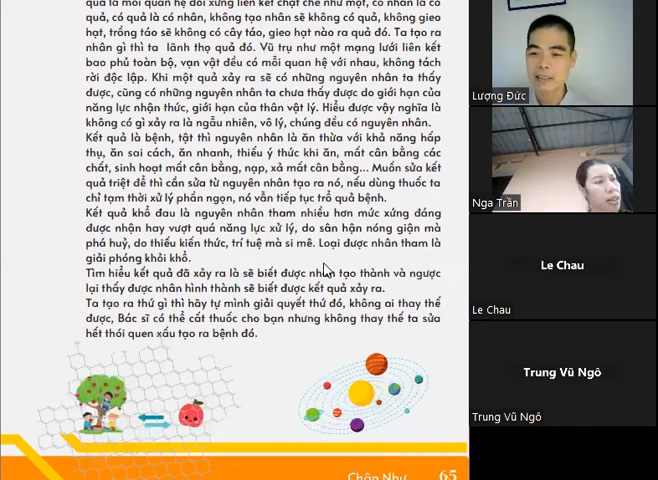 quả là mối quan hệ đối xứng liên kết chặt chẽ như một, có nhân là có
quả, có quả là có nhân, không tạo nhân sẽ không có quả, không gieo
hạt, trồng táo sẽ không có cây táo, gieo hạt nào ra quả đó. Ta tạo ra
nhân gì thì ta lãnh thọ quả đó. Vũ trụ như một mạng lưới liên kết
bao phủ toàn bộ, vạn vật đều có mỗi quan hệ với nhau, không tách
rời độc lập. Khi một quả xảy ra sẽ có những nguyên nhân ta thấy
được, cũng có những nguyên nhân ta chưa thấy được do giới hạn của
năng lực nhận thức, giới hạn của thân vật lý. Hiểu được vậy nghĩa là
không có gì xảy ra là ngẫu nhiên, vô lý, chúng đều có nguyên nhân.
Kết quả là bệnh, tật thì nguyên nhân là ăn thừa với khả năng hấp
thụ, ăn sai cách, ăn nhanh, thiếu ý thức khi ăn, mất cân bằng các
chất, sinh hoạt mất cân bằng, nạp, xả mất cân bằng... Muốn sửa kết
quả triệt để thì cần sửa từ nguyên nhân tạo ra nó, nếu dùng thuốc ta
chỉ tạm thời xử lý phần ngọn, nó vẫn tiếp tục trổ quả bệnh.
Kết quả khổ đau là nguyên nhân tham nhiều hơn mức xứng đáng
được nhận hay vượt quá năng lực xử lý, do sân hận nóng giận mà
phá huỷ, do thiếu kiến thức, trí tuệ mà si mê. Loại được nhân tham là
giải phóng khỏi khổ.
Tìm hiểu kết quả đã xảy ra là sẽ biết được nhân tạo thành và ngược
lại thấy được nhân hình thành sẽ biết được kết quả xảy ra.
Ta tạo ra thứ gì thì hãy tự mình giải quyết thứ đó, không ai thay thế
được, Bác sĩ có thể cắt thuốc cho bạn nhưng không thay thế ta sửa
hết thói quen xấu tạo ra bệnh đó.
Chân Như 65
Lượng Đức
Nga Trần
Le Chau
Le Chau
Trung Vũ Ngô
Trung Vũ Ngô